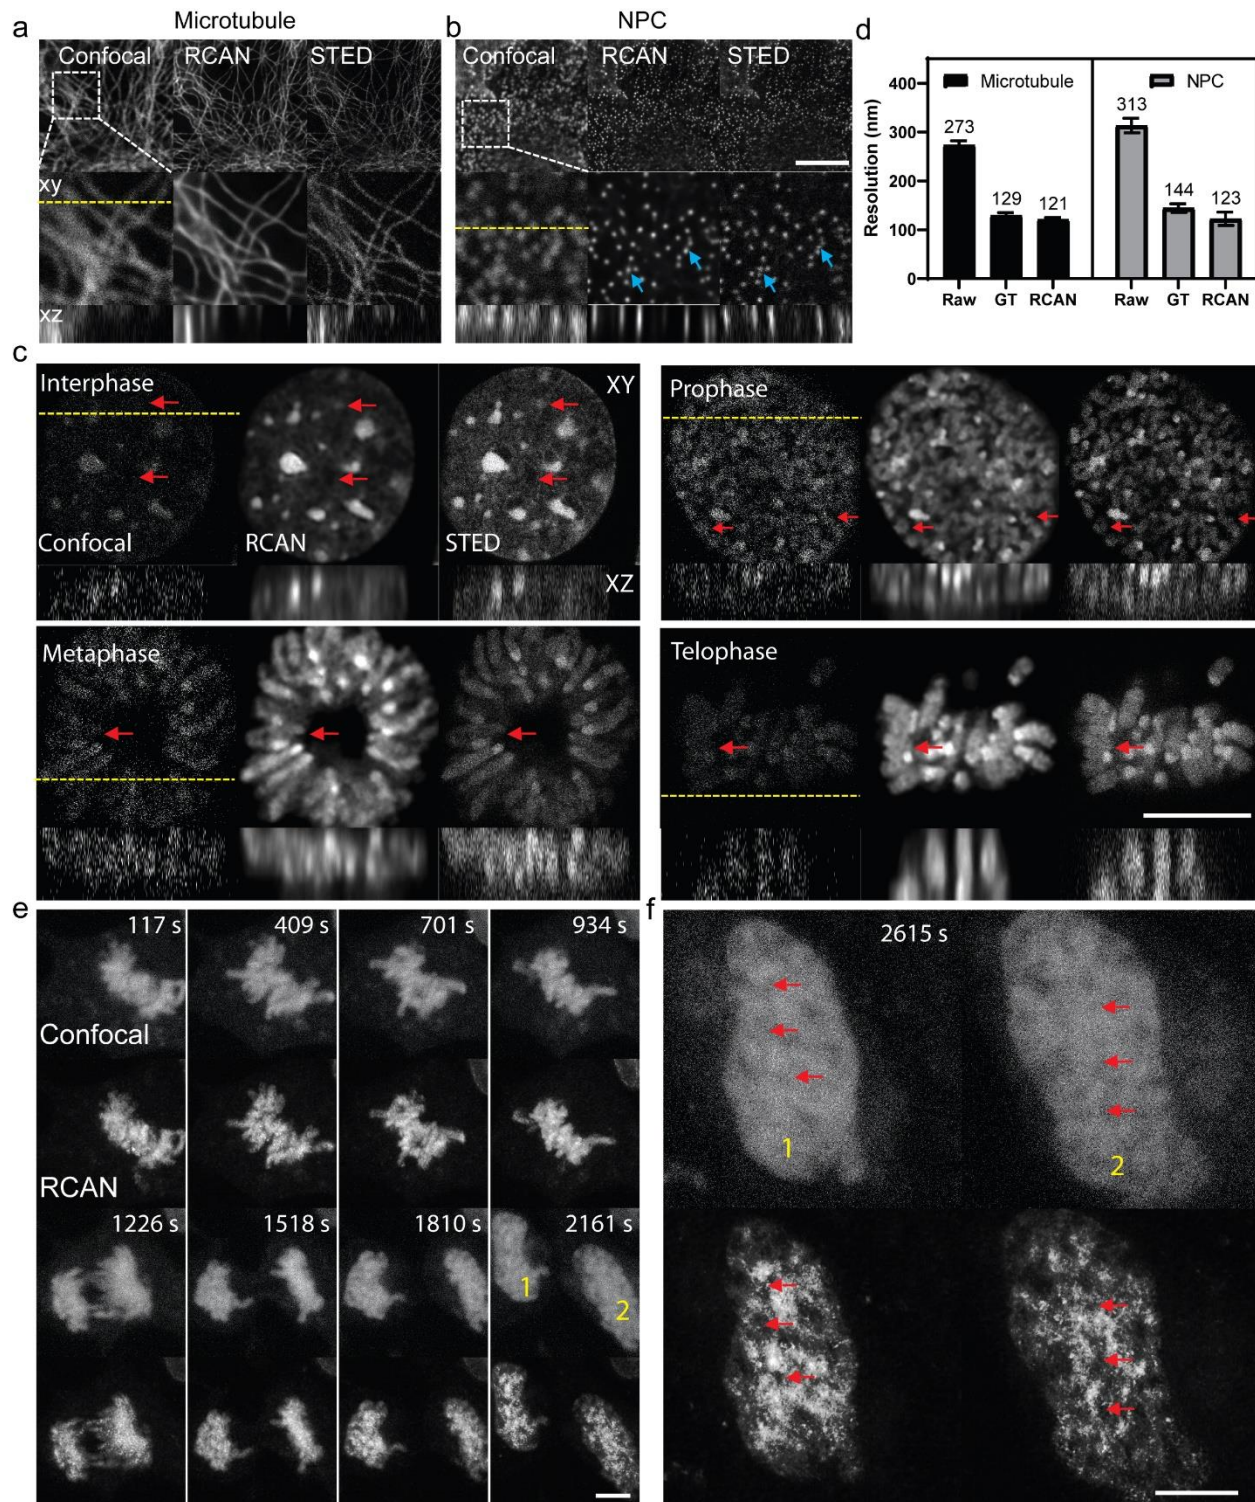 a
Microtubule
Confocal RCAN STED
xy
xz
b
NPC
Confocal RCAN STED
d
Microtubule NPC
Resolution (nm)
400
300
200
100
0
273 129 121 313 144 123
Raw GT RCAN Raw GT RCAN
c
Interphase XY
Confocal RCAN STED
XZ
Prophase
Metaphase
Telophase
e
117 s 409 s 701 s 934 s
Confocal
RCAN
1226 s 1518 s 1810 s 2161 s
1
2
f
2615 s
1
2